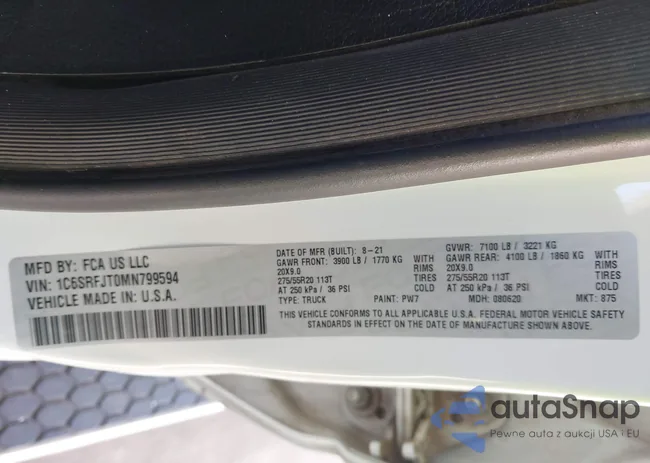 MFD BY: FCA US LLC
VIN: 1C6SRFJT0MN799594
VEHICLE MADE IN U.S.A.
DATE OF MFR (BUILT): 8-21
GAWR FRONT: 3900 LB / 1770 KG WITH
20X9.0 RIMS
275/55R20 113T TIRES
AT 250 kPa / 36 PSI COLD
TYPE: TRUCK PAINT: PW7
GVWR: 7100 LB / 3221 KG
GAWR REAR: 4100 LB / 1860 KG WITH
20X9.0 RIMS
275/55R20 113T TIRES
AT 250 kPa / 36 PSI COLD
MDH: 080620 MKT: 875
THIS VEHICLE CONFORMS TO ALL APPLICABLE U.S.A. FEDERAL MOTOR VEHICLE SAFETY
STANDARDS IN EFFECT ON THE DATE OF MANUFACTURE SHOWN ABOVE.
autaSnap
Pewne auta z aukcji USA i EU